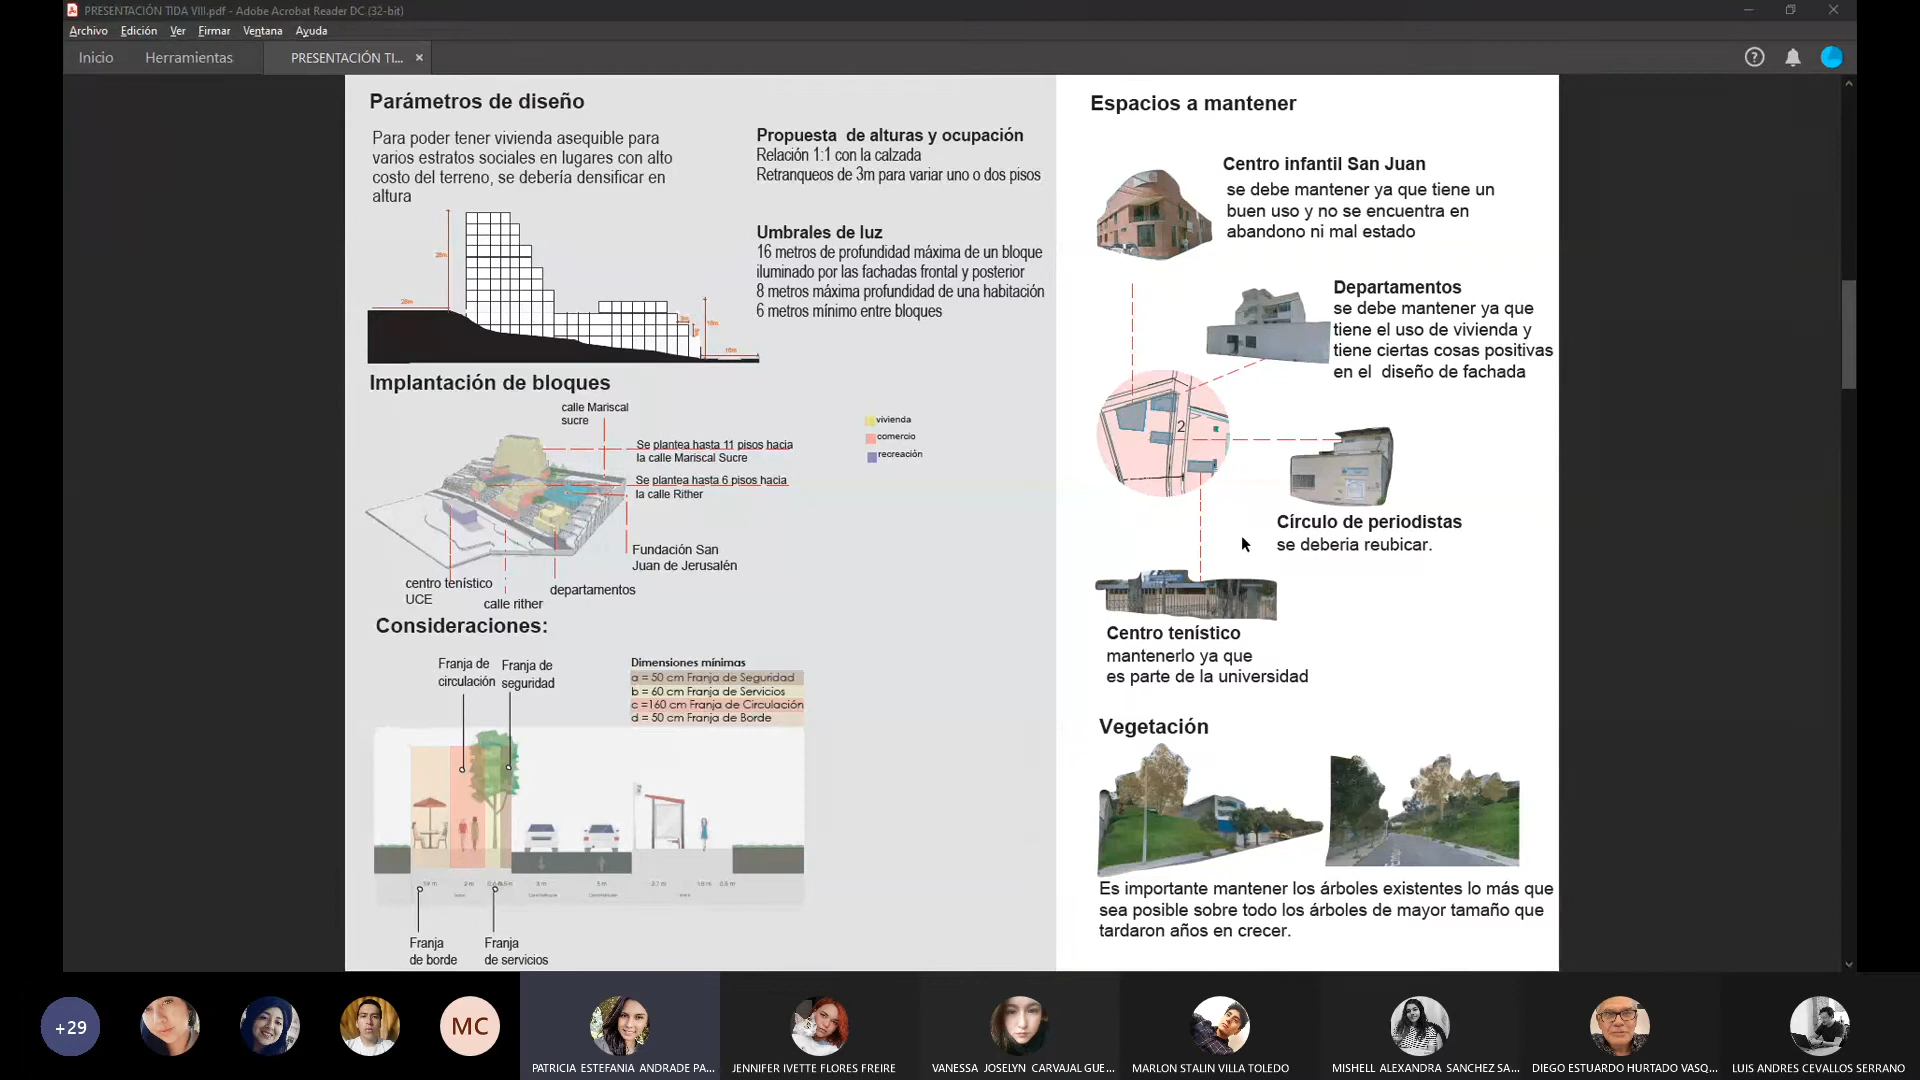 PRESENTACIÓN TIDA VIII.pdf - Adobe Acrobat Reader DC (32-bit)
Archivo Edición Ver Firmar Ventana Ayuda
Inicio Herramientas PRESENTACIÓN TI... ×
Parámetros de diseño
Para poder tener vivienda asequible para
varios estratos sociales en lugares con alto
costo del terreno, se debería densificar en
altura
Propuesta de alturas y ocupación
Relación 1:1 con la calzada
Retranqueos de 3m para variar uno o dos pisos
Umbrales de luz
16 metros de profundidad máxima de un bloque
iluminado por las fachadas frontal y posterior
8 metros máxima profundidad de una habitación
6 metros mínimo entre bloques
Implantación de bloques
calle Mariscal
sucre
Se plantea hasta 11 pisos hacia
la calle Mariscal Sucre
Se plantea hasta 6 pisos hacia
la calle Rither
Fundación San
Juan de Jerusalén
departamentos
calle rither
centro tenístico
UCE
vivienda
comercio
recreación
Consideraciones:
Franja de
circulación
Franja de
seguridad
Dimensiones mínimas
a = 50 cm Franja de Seguridad
b = 60 cm Franja de Servicios
c =160 cm Franja de Circulación
d = 50 cm Franja de Borde
2 m
3 m
2.7 m
1.8 m
Franja
de borde
Franja
de servicios
Espacios a mantener
Centro infantil San Juan
se debe mantener ya que tiene un
buen uso y no se encuentra en
abandono ni mal estado
Departamentos
se debe mantener ya que
tiene el uso de vivienda y
tiene ciertas cosas positivas
en el diseño de fachada
2
Círculo de periodistas
se deberia reubicar.
Centro tenístico
mantenerlo ya que
es parte de la universidad
Vegetación
Es importante mantener los árboles existentes lo más que
sea posible sobre todo los árboles de mayor tamaño que
tardaron años en crecer.
+29
MC
PATRICIA ESTEFANIA ANDRADE PA...
JENNIFER IVETTE FLORES FREIRE
VANESSA JOSELYN CARVAJAL GUE...
MARLON STALIN VILLA TOLEDO
MISHELL ALEXANDRA SANCHEZ SA...
DIEGO ESTUARDO HURTADO VASQ...
LUIS ANDRES CEVALLOS SERRANO